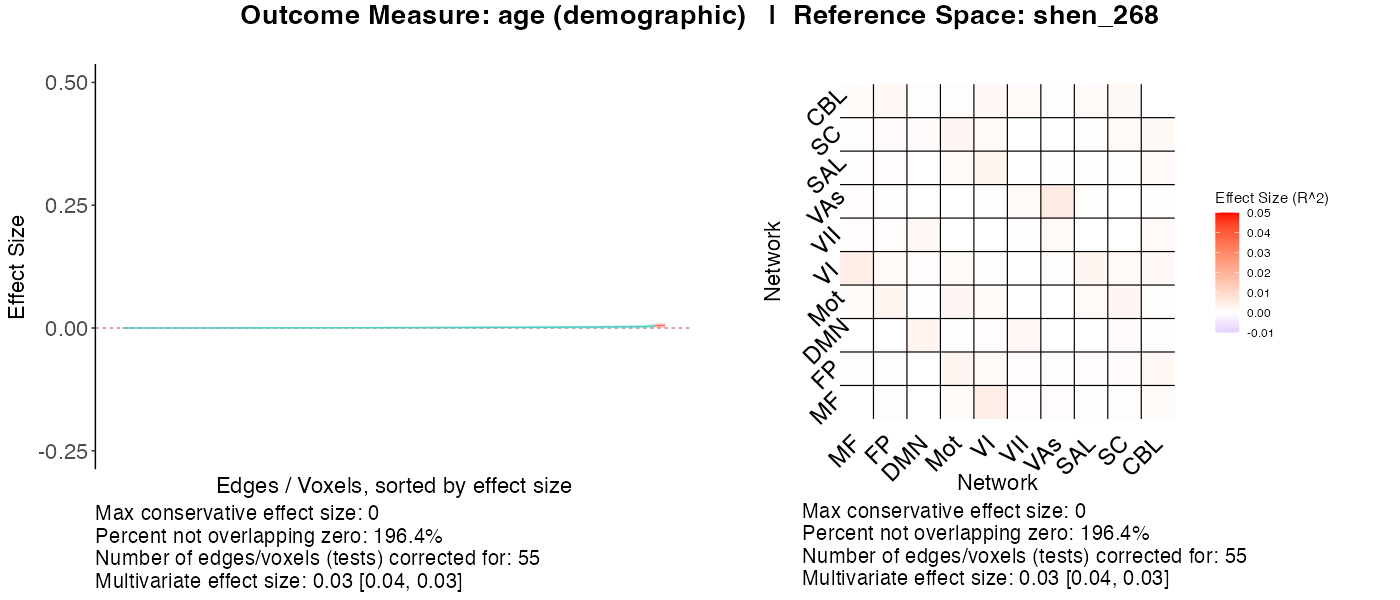 Outcome Measure: age (demographic) | Reference Space: shen_268
0.50
0.25
0.00
-0.25
Effect Size
Edges / Voxels, sorted by effect size
Max conservative effect size: 0
Percent not overlapping zero: 196.4%
Number of edges/voxels (tests) corrected for: 55
Multivariate effect size: 0.03 [0.04, 0.03]
Network
CBL
SC
SAL
VAs
VII
VI
Mot
DMN
FP
MF
MF
FP
DMN
Mot
VI
VII
VAs
SAL
SC
CBL
Network
Max conservative effect size: 0
Percent not overlapping zero: 196.4%
Number of edges/voxels (tests) corrected for: 55
Multivariate effect size: 0.03 [0.04, 0.03]
Effect Size (R^2)
0.05
0.04
0.03
0.02
0.01
0.00
-0.01